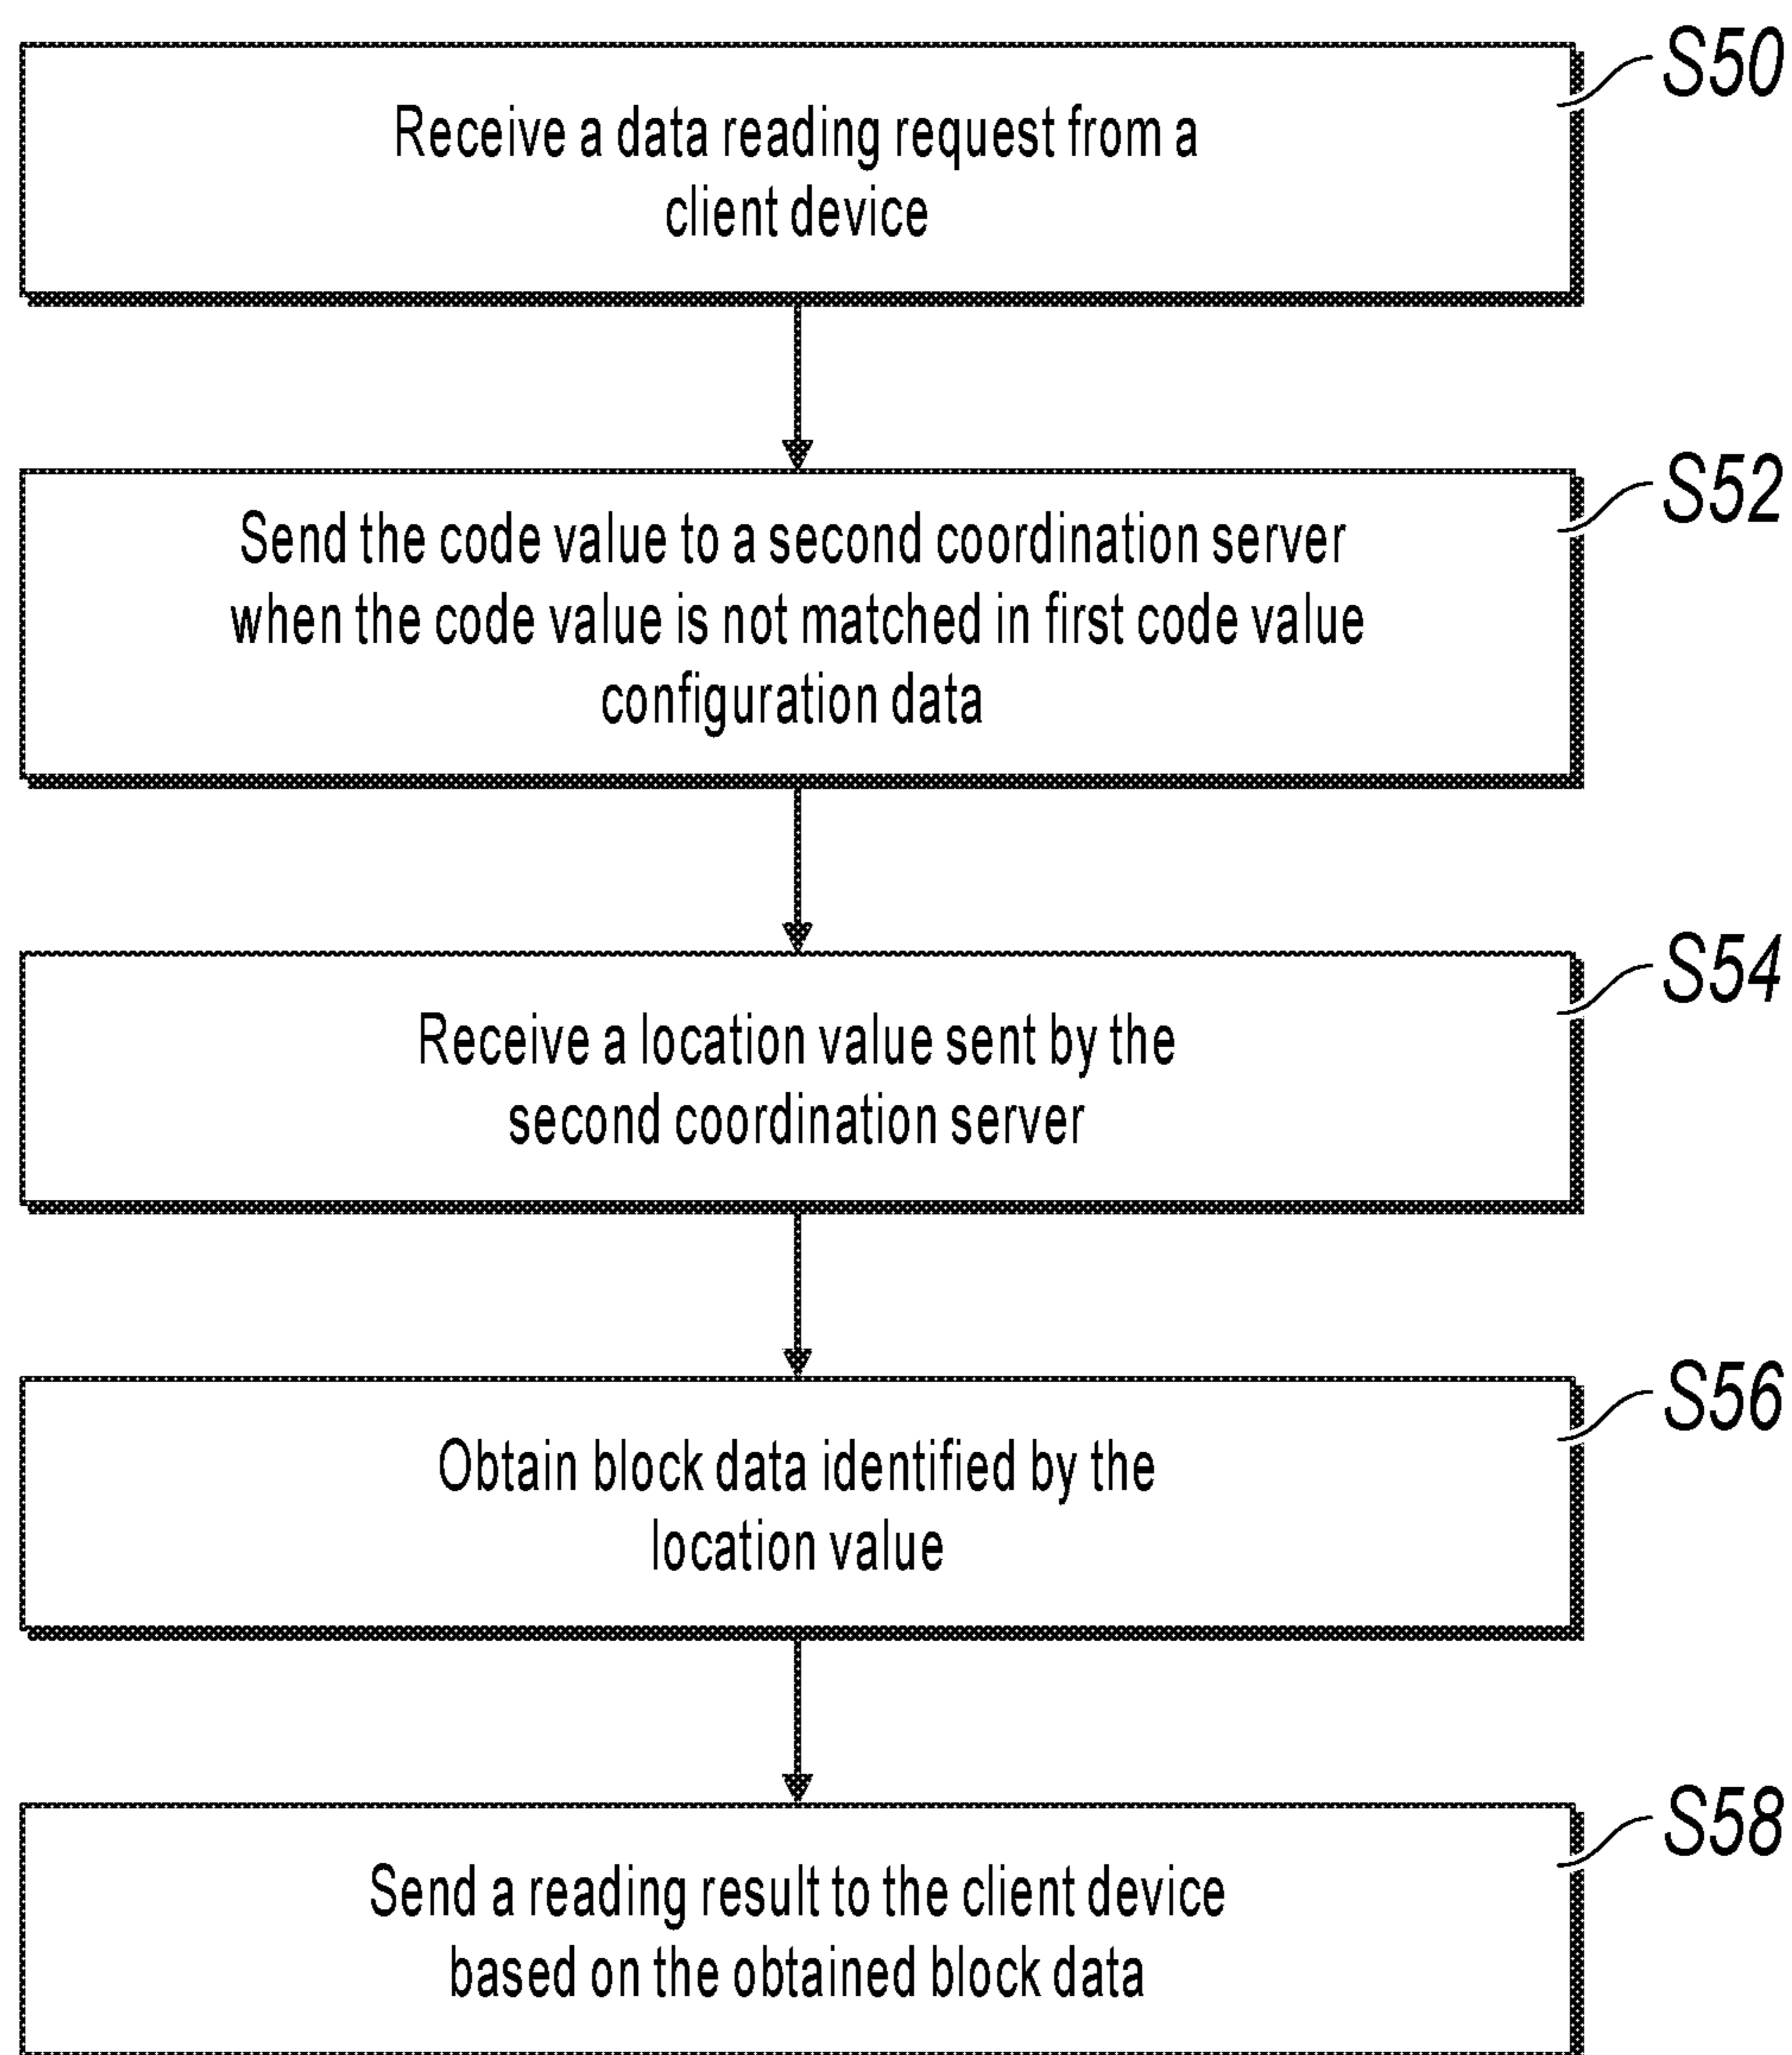 S50
Receive a data reading request from a
client device
S52
Send the code value to a second coordination server
when the code value is not matched in first code value
configuration data
S54
Receive a location value sent by the
second coordination server
S56
Obtain block data identified by the
location value
S58
Send a reading result to the client device
based on the obtained block data